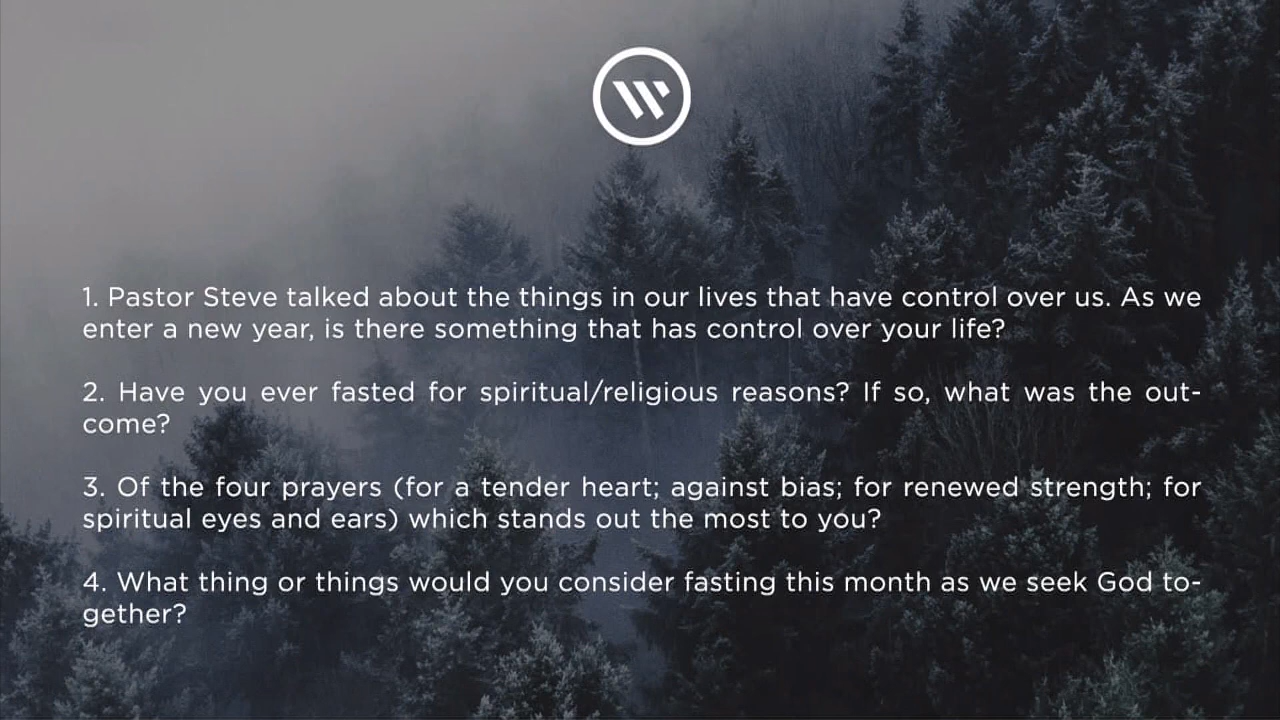 W
1. Pastor Steve talked about the things in our lives that have control over us. As we
enter a new year, is there something that has control over your life?
2. Have you ever fasted for spiritual/religious reasons? If so, what was the out-
come?
3. Of the four prayers (for a tender heart; against bias; for renewed strength; for
spiritual eyes and ears) which stands out the most to you?
4. What thing or things would you consider fasting this month as we seek God to-
gether?